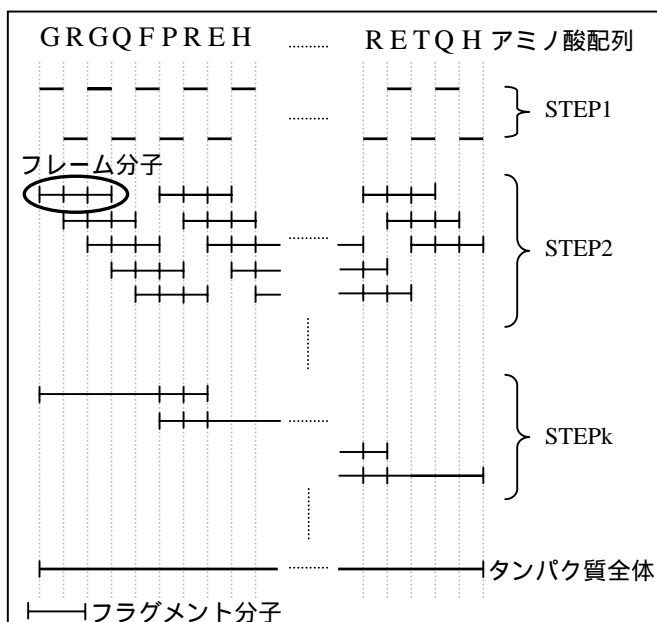 GRGQFPREH ......... RETQH アミノ酸配列
STEP1
フレーム分子
STEP2
STEPk
タンパク質全体
フラグメント分子